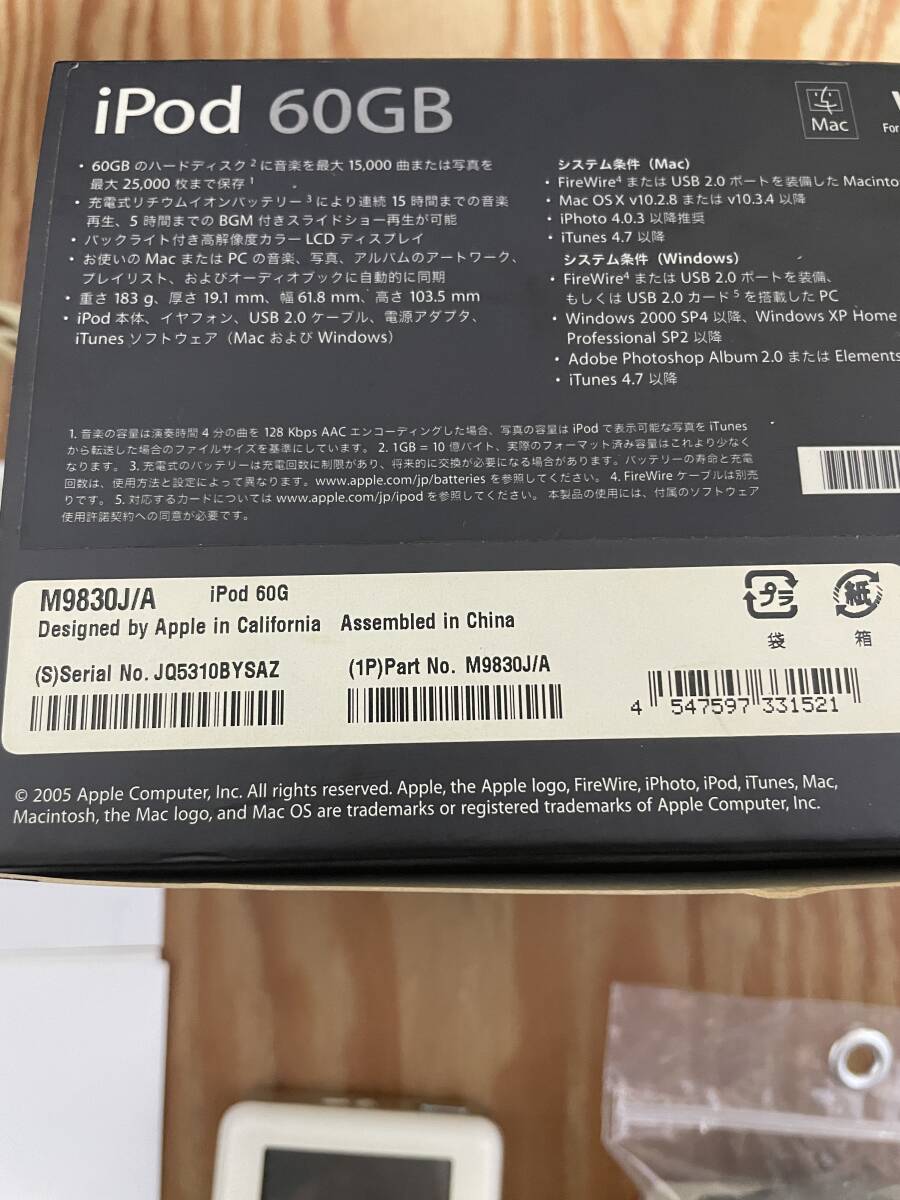 iPod 60GB
Mac
For
・60GB のハードディスク2 に音楽を最大 15,000 曲または写真を
最大 25,000 枚まで保存1
・充電式リチウムイオンバッテリー3 により連続 15 時間までの音楽
再生、5 時間までの BGM 付きスライドショー再生が可能
・バックライト付き高解像度カラー LCD ディスプレイ
・お使いの Mac または PC の音楽、写真、アルバムのアートワーク、
プレイリスト、およびオーディオブックに自動的に同期
・重さ 183 g、厚さ 19.1 mm、幅 61.8 mm、高さ 103.5 mm
・iPod 本体、イヤフォン、USB 2.0 ケーブル、電源アダプタ、
iTunes ソフトウェア（Mac および Windows）
システム条件（Mac）
・FireWire4 または USB 2.0 ポートを装備した Macinto
・Mac OS X v10.2.8 または v10.3.4 以降
・iPhoto 4.0.3 以降推奨
・iTunes 4.7 以降
システム条件（Windows）
・FireWire4 または USB 2.0 ポートを装備、
もしくは USB 2.0 カード5 を搭載した PC
・Windows 2000 SP4 以降、Windows XP Home
Professional SP2 以降
・Adobe Photoshop Album 2.0 または Elements
・iTunes 4.7 以降
1. 音楽の容量は演奏時間 4 分の曲を 128 Kbps AAC エンコーディングした場合、写真の容量は iPod で表示可能な写真を iTunes
から転送した場合のファイルサイズを基準にしています。 2. 1GB = 10 億バイト、実際のフォーマット済み容量はこれより少なく
なります。 3. 充電式のバッテリーは充電回数に制限があり、将来的に交換が必要になる場合があります。バッテリーの寿命と充電
回数は、使用方法と設定によって異なります。www.apple.com/jp/batteries を参照してください。 4. FireWire ケーブルは別売
りです。 5. 対応するカードについては www.apple.com/jp/ipod を参照してください。 本製品の使用には、付属のソフトウェア
使用許諾契約への同意が必要です。
M9830J/A iPod 60G
Designed by Apple in California Assembled in China
(S)Serial No. JQ5310BYSAZ
(1P)Part No. M9830J/A
プラ
袋
紙
箱
4 547597 331521
© 2005 Apple Computer, Inc. All rights reserved. Apple, the Apple logo, FireWire, iPhoto, iPod, iTunes, Mac,
Macintosh, the Mac logo, and Mac OS are trademarks or registered trademarks of Apple Computer, Inc.